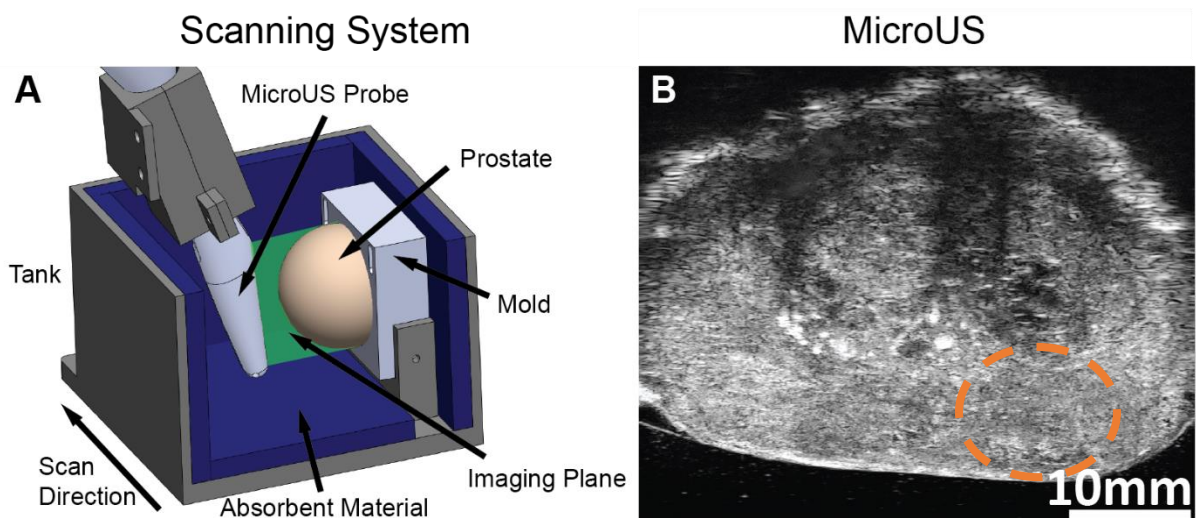 Scanning System
MicroUS
A
MicroUS Probe
Prostate
Tank
Mold
Scan
Direction
Absorbent Material
Imaging Plane
B
10mm